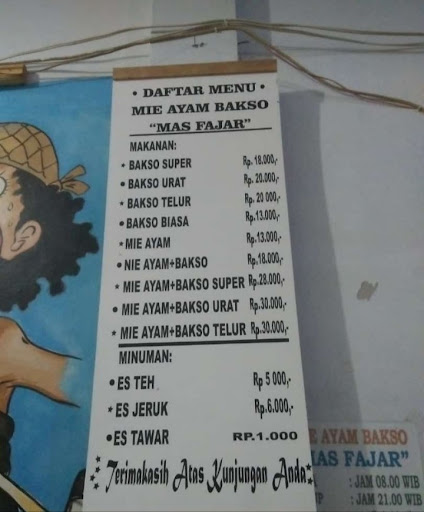 • DAFTAR MENU •
MIE AYAM BAKSO
"MAS FAJAR"
MAKANAN:
• BAKSO SUPER Rp. 18.000,-
• BAKSO URAT Rp. 20.000,-
* BAKSO TELUR Rp. 20 000,-
• BAKSO BIASA Rp.13.000,-
* MIE AYAM Rp.13.000,-
• NIE AYAM+BAKSO Rp.18.000,-
* MIE AYAM+BAKSO SUPER Rp.28.000,-
• MIE AYAM+BAKSO URAT Rp.30.000,-
* MIE AYAM+BAKSO TELUR Rp.30.000,-
MINUMAN:
• ES TEH Rp 5 000,-
* ES JERUK Rp.6.000,-
• ES TAWAR RP.1.000
Terimakasih Atas Kunjungan Anda
IE AYAM BAKSO
MAS FAJAR"
: JAM 08.00 WIB
UP : JAM 21.00 WIB